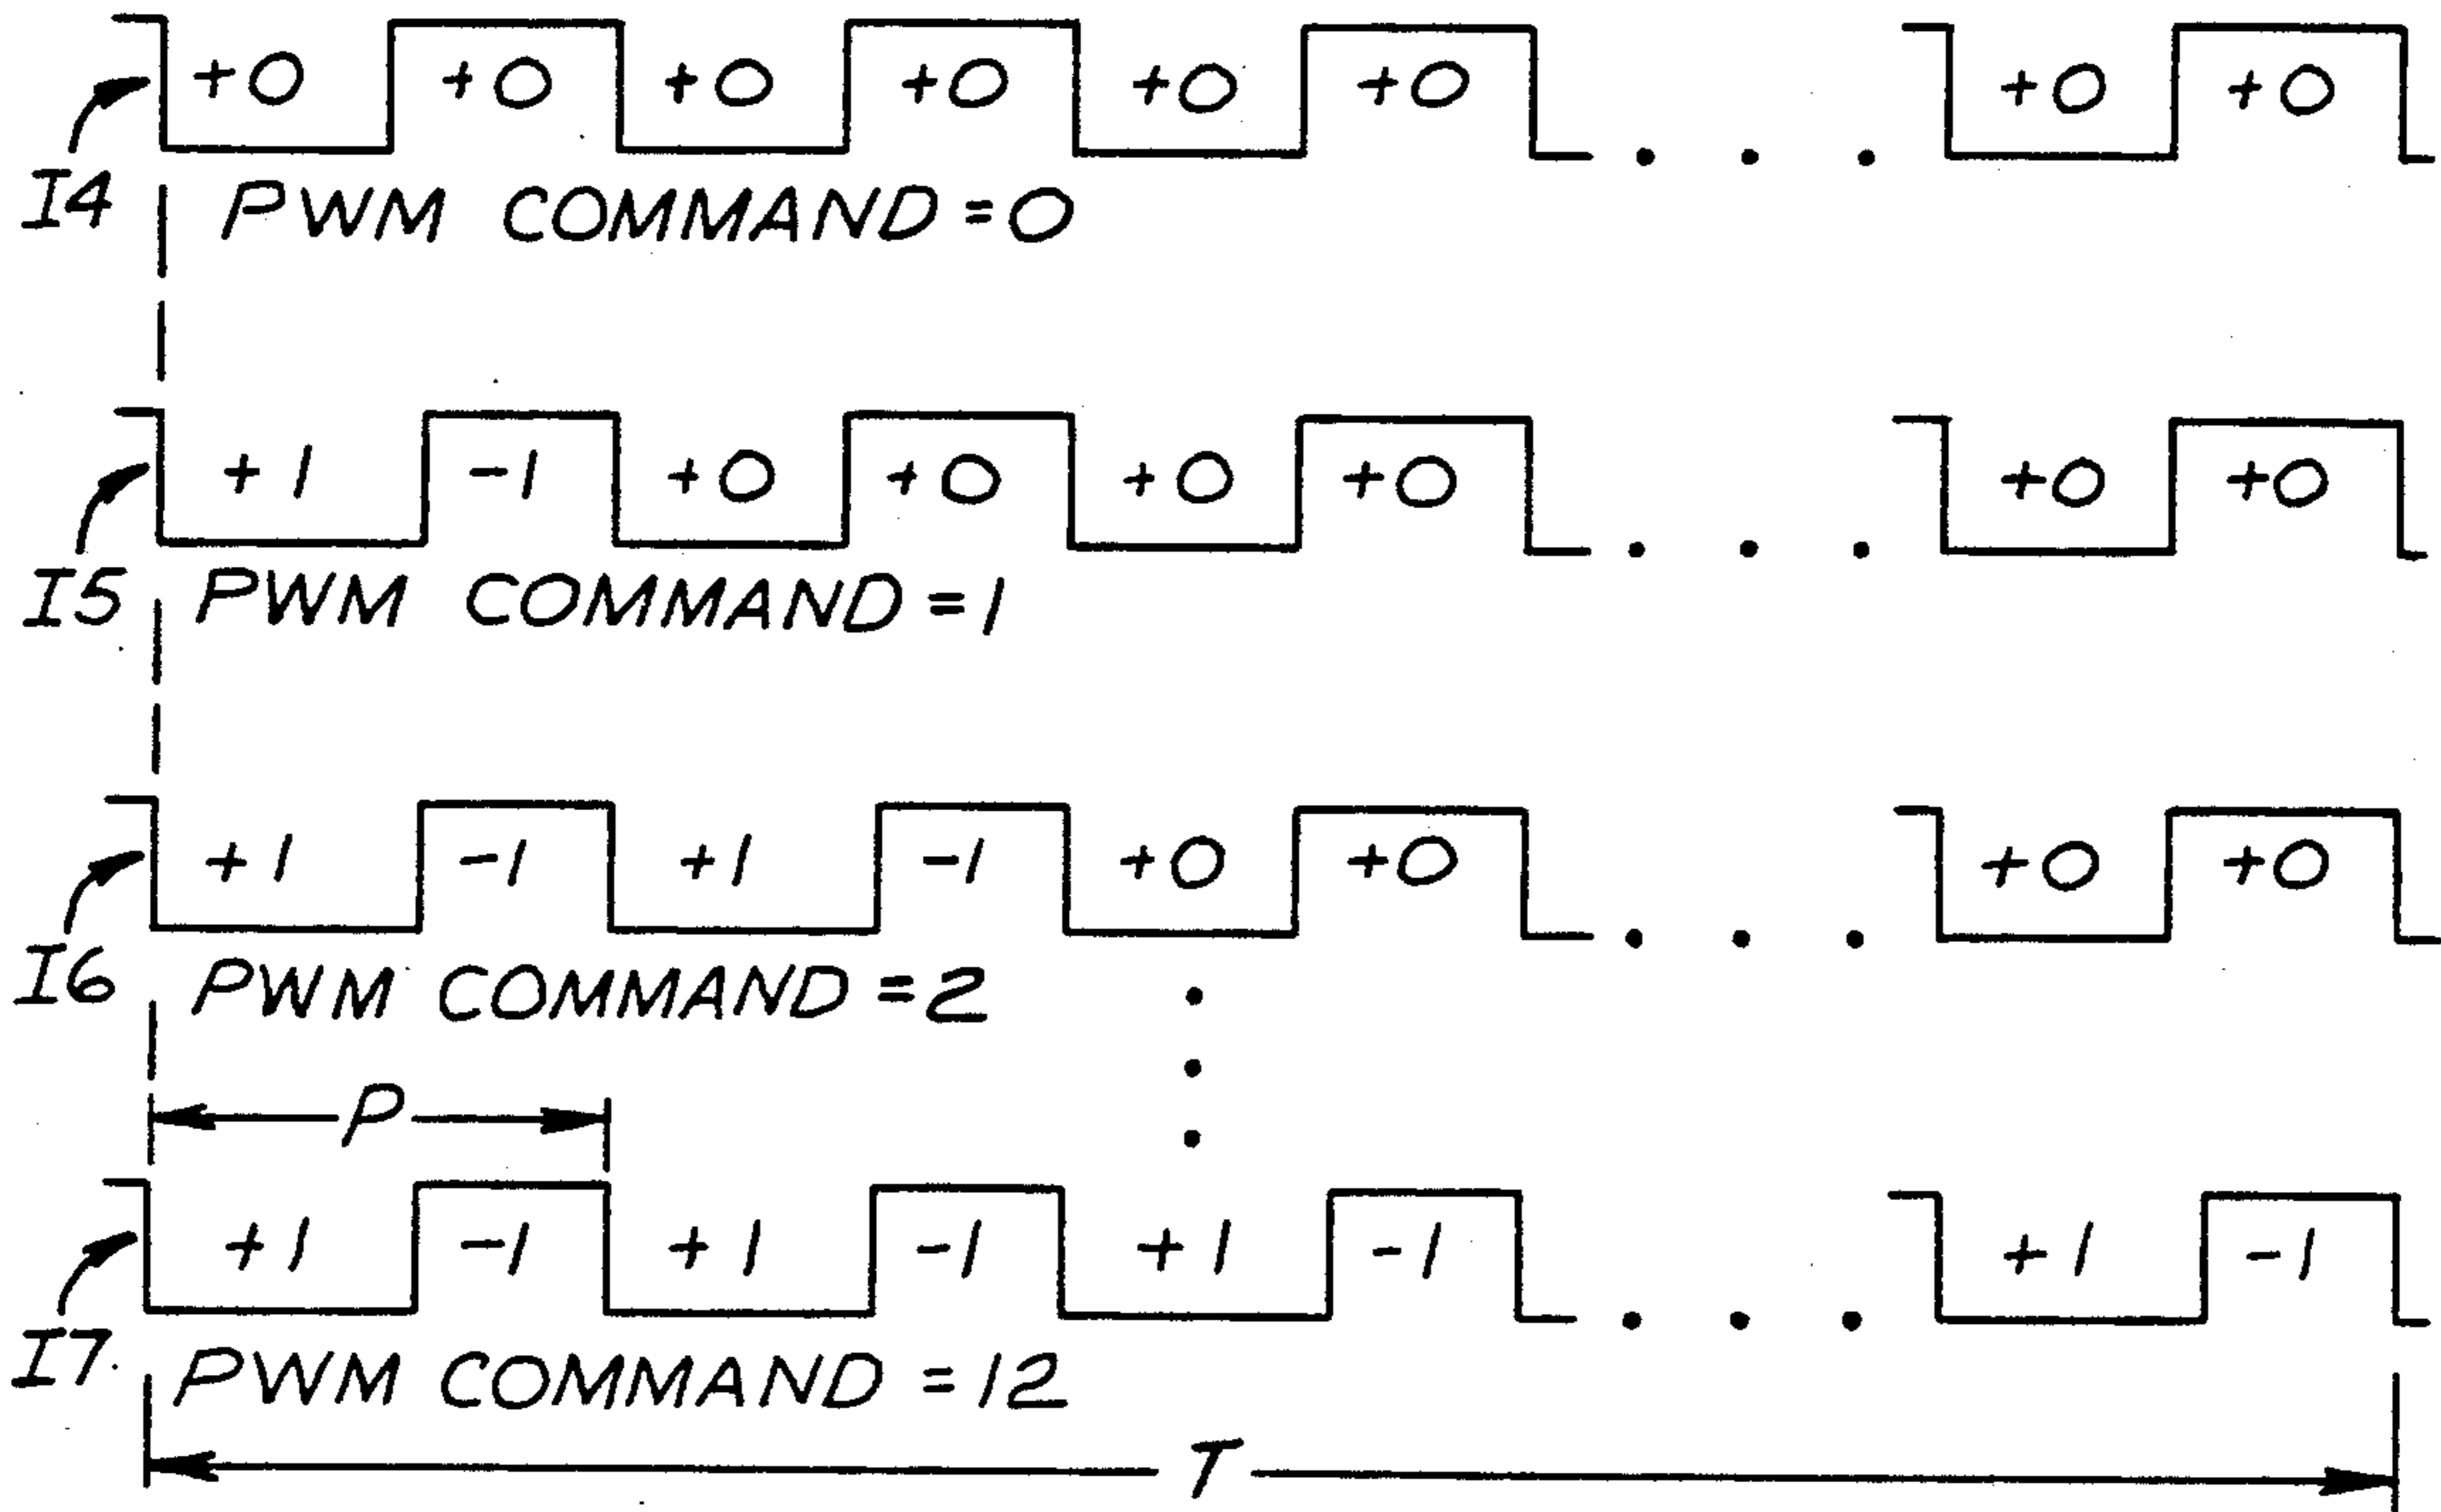 +0 +0 +0 +0 +0 +0 +0 +0
I4 PWM COMMAND=0
+1 -1 +0 +0 +0 +0 +0 +0
I5 PWM COMMAND=1
+1 -1 +1 -1 +0 +0 +0 +0
I6 PWM COMMAND=2
P
+1 -1 +1 -1 +1 -1 +1 -1
I7. PWM COMMAND=12
T